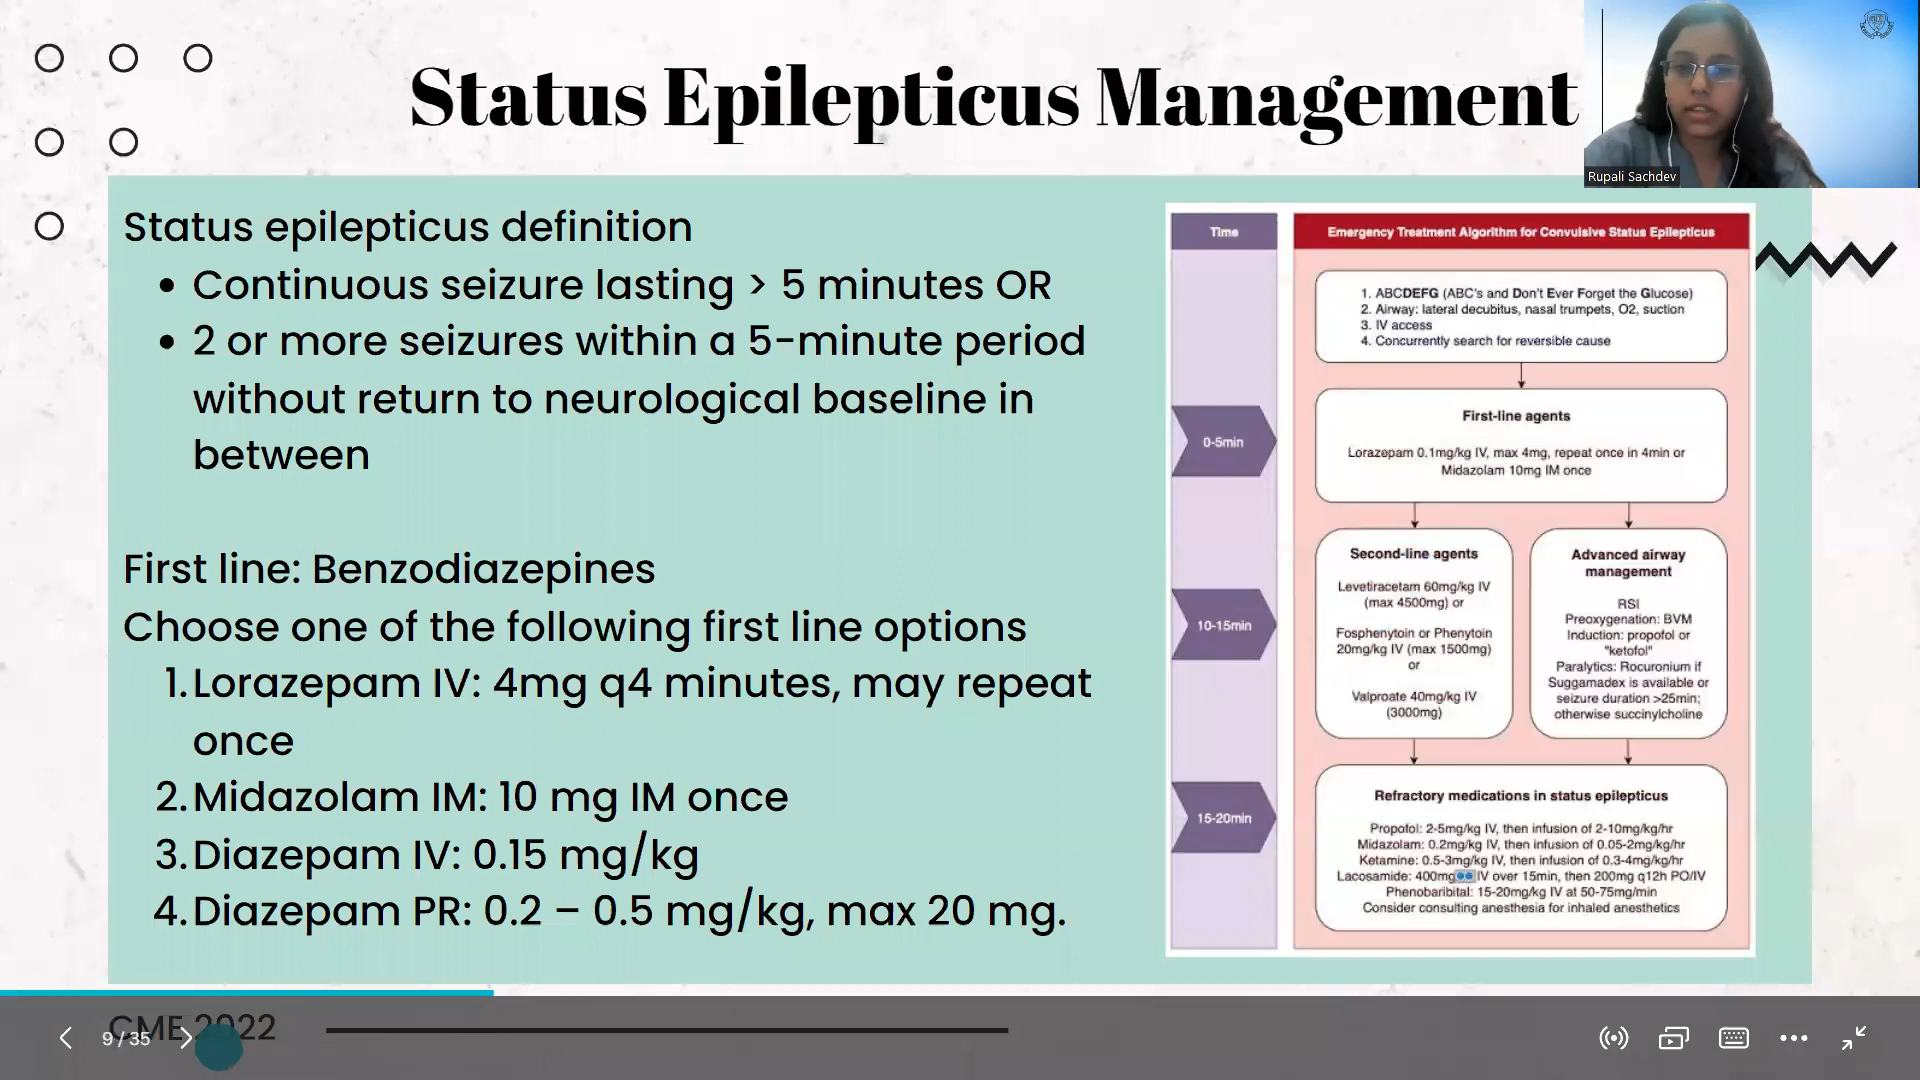 Status Epilepticus Management
Rupali Sachdev
Status epilepticus definition
• Continuous seizure lasting > 5 minutes OR
• 2 or more seizures within a 5-minute period
without return to neurological baseline in
between
First line: Benzodiazepines
Choose one of the following first line options
1. Lorazepam IV: 4mg q4 minutes, may repeat
once
2. Midazolam IM: 10 mg IM once
3. Diazepam IV: 0.15 mg/kg
4. Diazepam PR: 0.2 – 0.5 mg/kg, max 20 mg.
Time
Emergency Treatment Algorithm for Convulsive Status Epilepticus
1. ABCDEFG (ABC's and Don't Ever Forget the Glucose)
2. Airway: lateral decubitus, nasal trumpets, O2, suction
3. IV access
4. Concurrently search for reversible cause
0-5min
First-line agents
Lorazepam 0.1mg/kg IV, max 4mg, repeat once in 4min or
Midazolam 10mg IM once
10-15min
Second-line agents
Levetiracetam 60mg/kg IV
(max 4500mg) or
Fosphenytoin or Phenytoin
20mg/kg IV (max 1500mg)
or
Valproate 40mg/kg IV
(3000mg)
Advanced airway
management
RSI
Preoxygenation: BVM
Induction: propofol or
"ketofol"
Paralytics: Rocuronium if
Suggamadex is available or
seizure duration >25min;
otherwise succinylcholine
15-20min
Refractory medications in status epilepticus
Propofol: 2-5mg/kg IV, then infusion of 2-10mg/kg/hr
Midazolam: 0.2mg/kg IV, then infusion of 0.05-2mg/kg/hr
Ketamine: 0.5-3mg/kg IV, then infusion of 0.3-4mg/kg/hr
Lacosamide: 400mg IV over 15min, then 200mg q12h PO/IV
Phenobaribital: 15-20mg/kg IV at 50-75mg/min
Consider consulting anesthesia for inhaled anesthetics
CME 2022
9 / 35